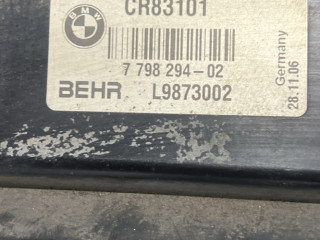 CR83101
BMW
7 798 294-02
BEHR L9873002
Germany
28.11.06